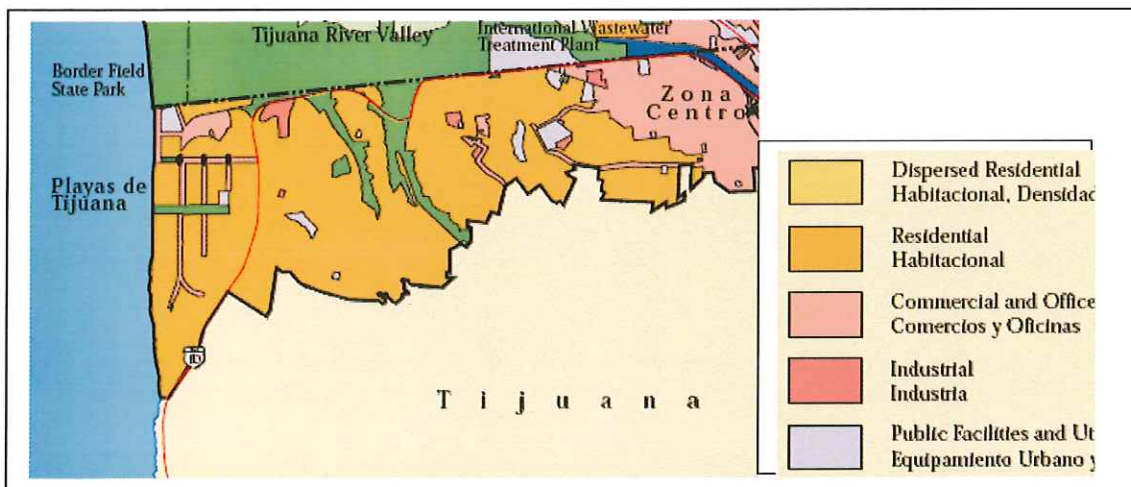 Tijuana River Valley
International Wastewater
Treatment Plant
Border Field
State Park
Zona
Centro
Playas de
Tijuana
Tijuana
Dispersed Residential
Habitacional, Densidad
Residential
Habitacional
Commercial and Office
Comercios y Oficinas
Industrial
Industria
Public Facilities and Ut
Equipamiento Urbano y